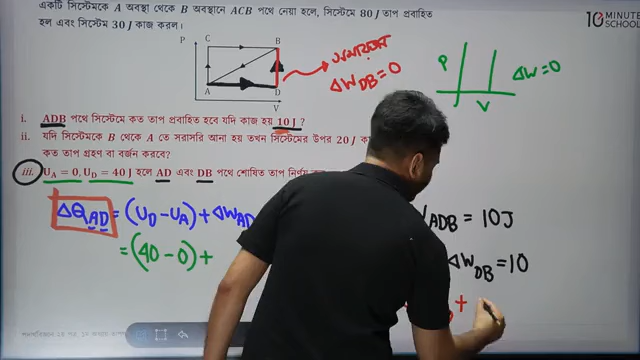 একটি সিস্টেমকে A অবস্থা থেকে B অবস্থানে ACB পথে নেয়া হলে, সিস্টেমে 80 J তাপ প্রবাহিত
হল এবং সিস্টেম 30 J কাজ করল।
10 MINUTE SCHOOL
P
C
B
A
D
V
সমায়তন
ΔW_DB = 0
P
V
ΔW = 0
i. ADB পথে সিস্টেমে কত তাপ প্রবাহিত হবে যদি কাজ হয় 10 J ?
ii. যদি সিস্টেমকে B থেকে A তে সরাসরি আনা হয় তখন সিস্টেমের উপর 20 J
কত তাপ গ্রহণ বা বর্জন করবে?
iii. U_A = 0, U_D = 40 J হলে AD এবং DB পথে শোষিত তাপ নির্ণয়
ΔQ_AD = (U_D − U_A) + ΔW_AD
= (40 − 0) +
W_ADB = 10J
ΔW_DB = 10
+